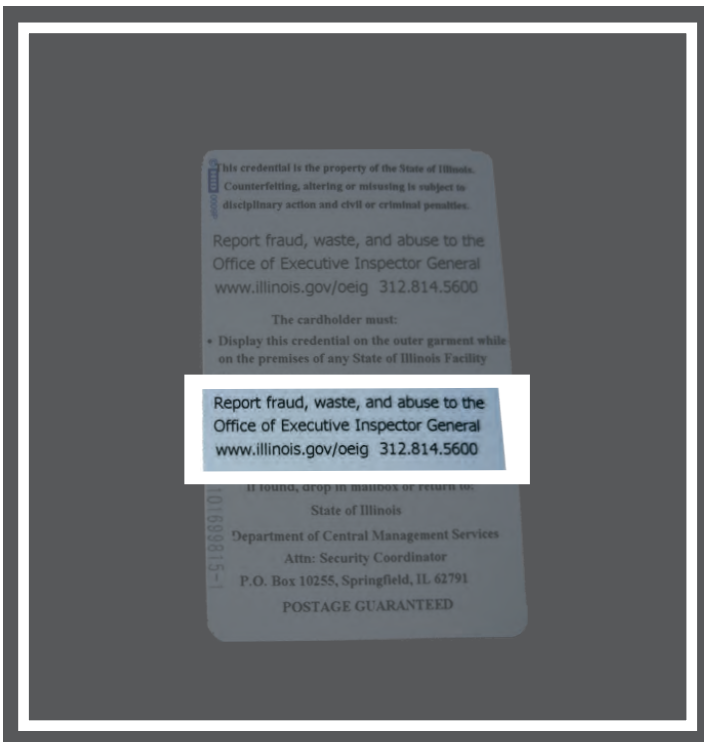 This credential is the property of the State of Illinois.
Counterfeiting, altering or misusing is subject to
disciplinary action and civil or criminal penalties.
Report fraud, waste, and abuse to the
Office of Executive Inspector General
www.illinois.gov/oeig 312.814.5600
The cardholder must:
• Display this credential on the outer garment while
on the premises of any State of Illinois Facility
Report fraud, waste, and abuse to the
Office of Executive Inspector General
www.illinois.gov/oeig 312.814.5600
If found, drop in mailbox or return to:
State of Illinois
Department of Central Management Services
Attn: Security Coordinator
P.O. Box 10255, Springfield, IL 62791
POSTAGE GUARANTEED
101699815-1